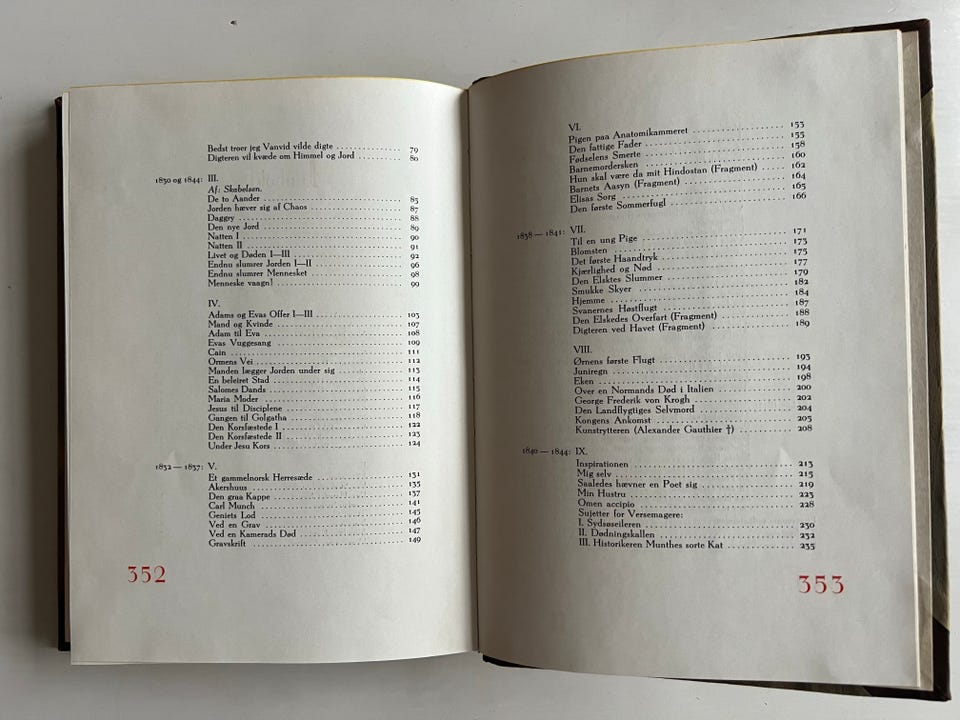 Bedst troer jeg Vanvid vilde digte 79
Digteren vil kvæde om Himmel og Jord 80
1830 og 1844: III.
Af: Skabelsen.
De to Aander 85
Jorden hæver sig af Chaos 87
Daggry 88
Den nye Jord 89
Natten I 90
Natten II 91
Livet og Døden I—III 92
Endnu slumrer Jorden I—II 96
Endnu slumrer Mennesket 98
Menneske vaagn! 99
IV.
Adams og Evas Offer I—III 103
Mand og Kvinde 107
Adam til Eva 108
Evas Vuggesang 109
Cain 111
Ormens Vei 112
Manden lægger Jorden under sig 113
En beleiret Stad 114
Salomes Dands 115
Maria Moder 116
Jesus til Disciplene 117
Gangen til Golgatha 118
Den Korsfæstede I 122
Den Korsfæstede II 123
Under Jesu Kors 124
1832—1837: V.
Et gammelnorsk Herresæde 131
Akershuus 135
Den graa Kappe 137
Carl Munch 141
Geniets Lod 145
Ved en Grav 146
Ved en Kamerads Død 147
Gravskrift 149
352
VI.
Pigen paa Anatomikammeret 153
Den fattige Fader 155
Fødselens Smerte 158
Barnemordersken 160
Hun skal være da mit Hindostan (Fragment) 162
Barnets Aasyn (Fragment) 164
Elisas Sorg 165
Den første Sommerfugl 166
1838—1841: VII.
Til en ung Pige 171
Blomsten 173
Det første Haandtryk 175
Kjærlighed og Nød 177
Den Elsktes Slummer 179
Smukke Skyer 182
Hjemme 184
Svanernes Høstflugt 187
Den Elskedes Overfart (Fragment) 188
Digteren ved Havet (Fragment) 189
VIII.
Ørnens første Flugt 193
Juniregn 194
Eken 198
Over en Normands Død i Italien 200
George Frederik von Krogh 202
Den Landflygtiges Selvmord 204
Kongens Ankomst 205
Kunstrytteren (Alexander Gauthier †) 208
1840—1844: IX.
Inspirationen 213
Mig selv 215
Saaledes hævner en Poet sig 219
Min Hustru 223
Omen accipio 228
Sujetter for Versemagere:
I. Sydsøseileren 230
II. Dødningskallen 232
III. Historikeren Munthes sorte Kat 235
353